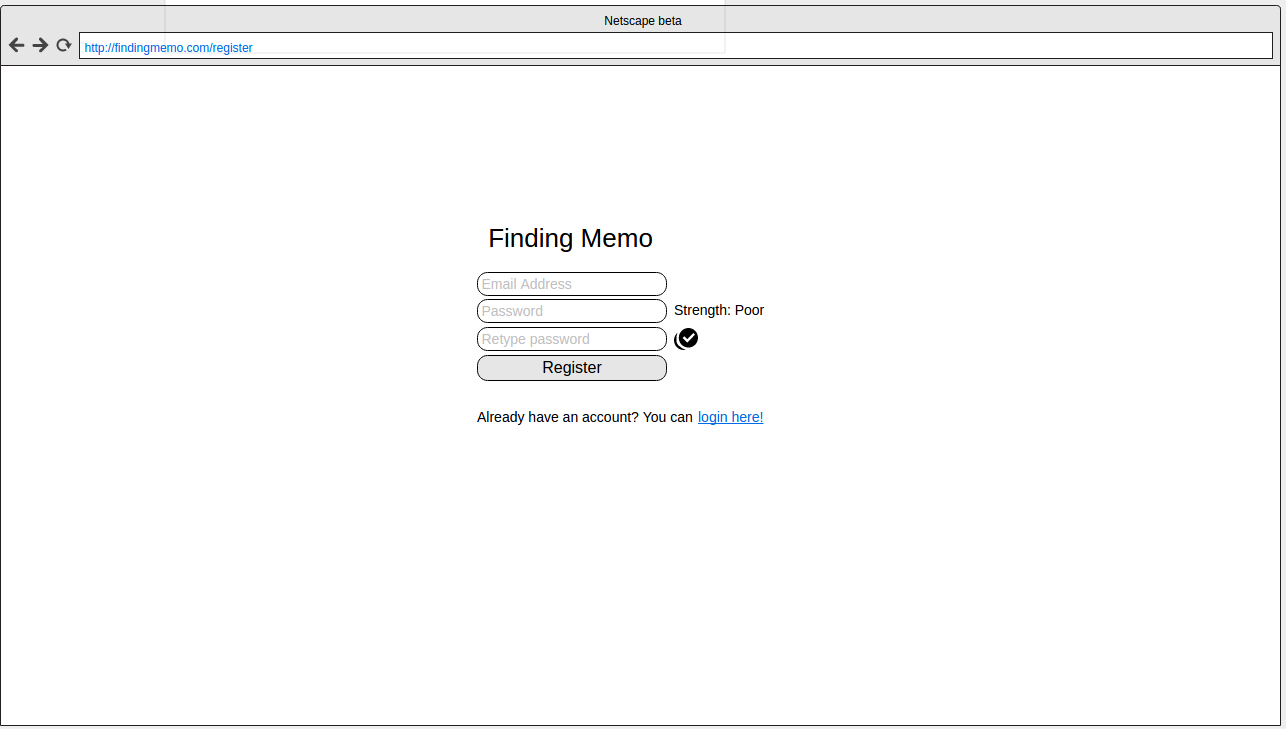 Netscape beta
http://findingmemo.com/register
Finding Memo
Email Address
Password
Strength: Poor
Retype password
Register
Already have an account? You can login here!